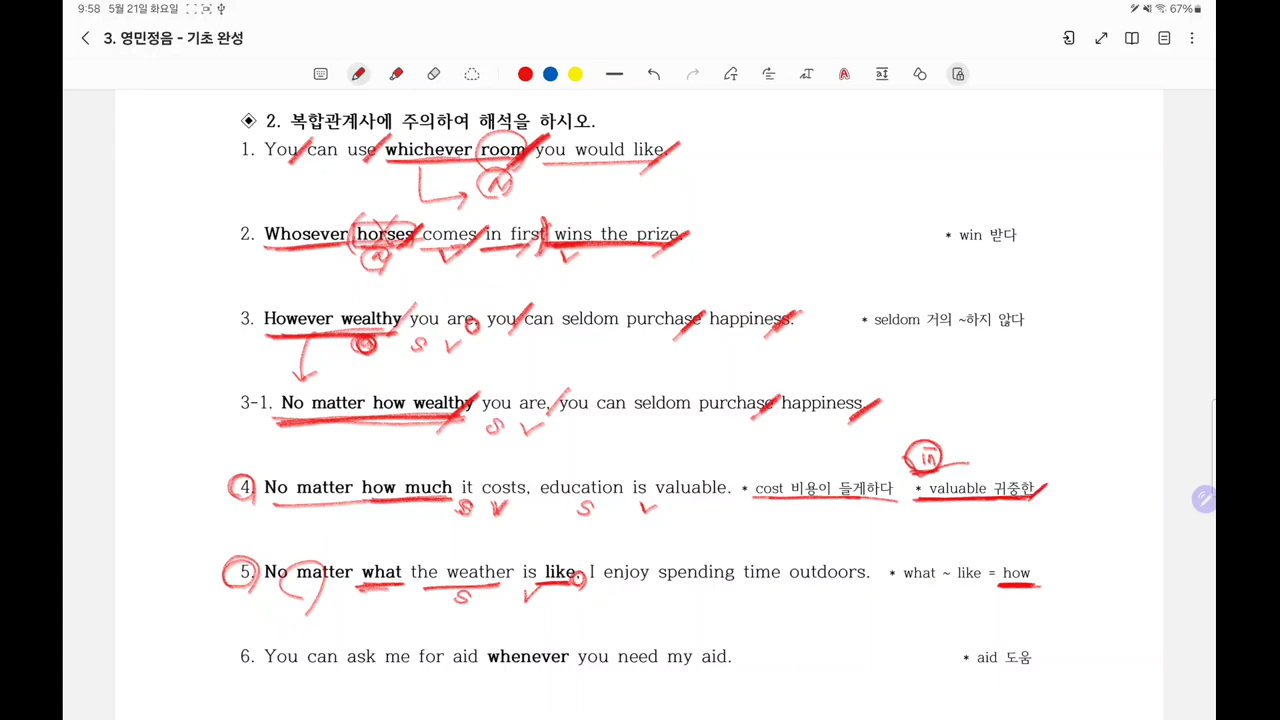 9:58 5월 21일 화요일 67%
3. 영민정음 - 기초 완성
◈ 2. 복합관계사에 주의하여 해석을 하시오.
1. You can use whichever room you would like.
N
2. Whosever horses comes in first wins the prize. * win 받다
N V V
3. However wealthy you are, you can seldom purchase happiness. * seldom 거의 ~하지 않다
a S V
3-1. No matter how wealthy you are, you can seldom purchase happiness.
S V
in
4. No matter how much it costs, education is valuable. * cost 비용이 들게하다 * valuable 귀중한
S V S V
5. No matter what the weather is like, I enjoy spending time outdoors. * what ~ like = how
S V
6. You can ask me for aid whenever you need my aid. * aid 도움